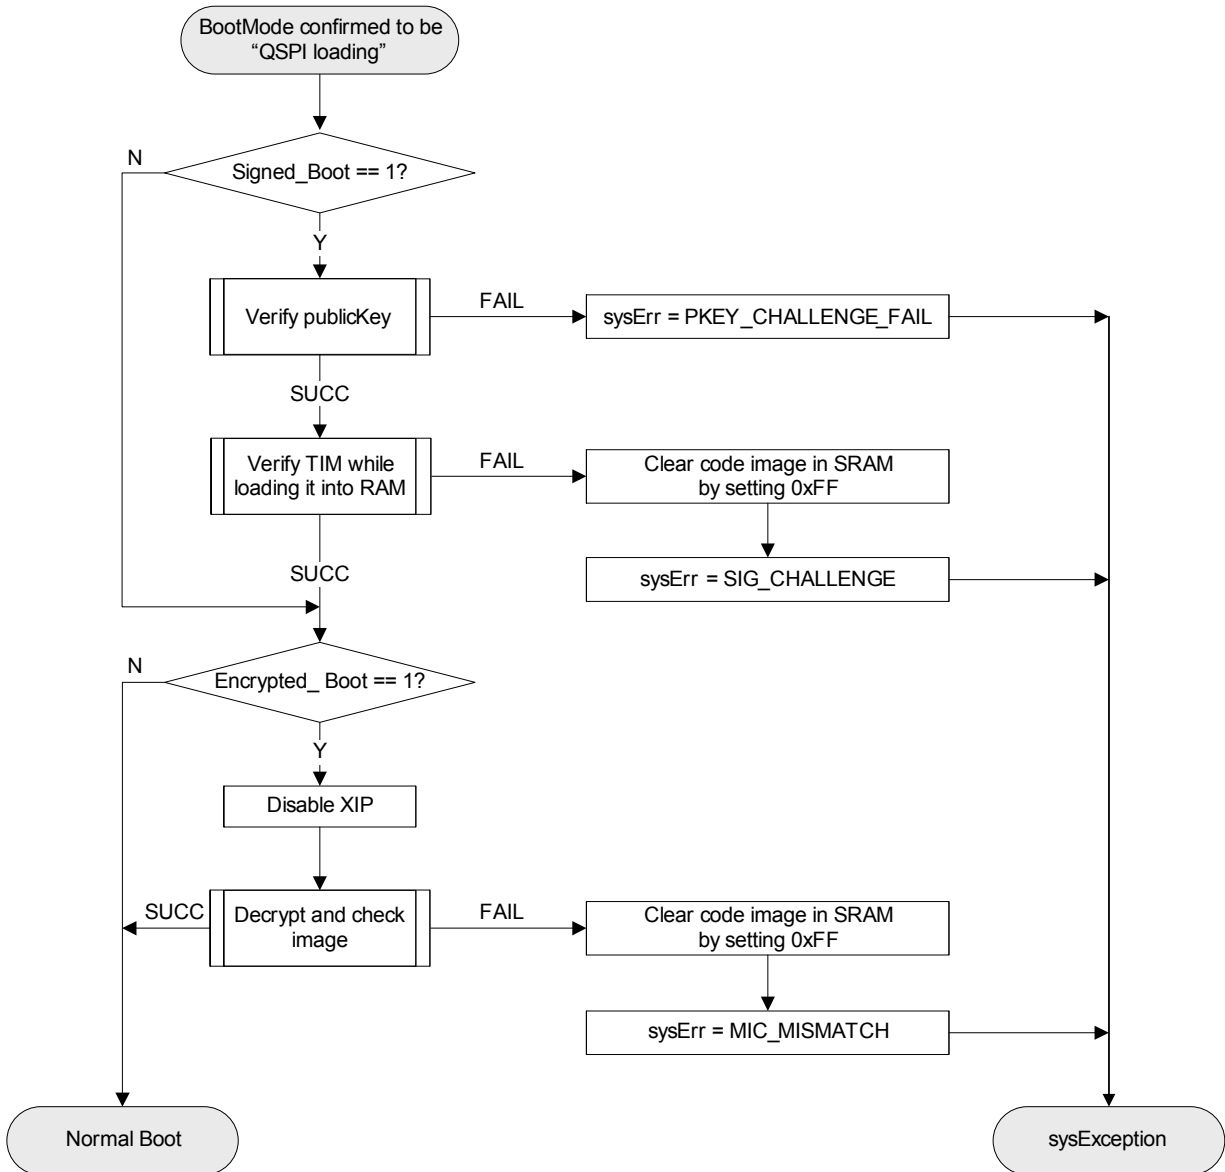 BootMode confirmed to be
“QSPI loading”
N
Signed_Boot == 1?
Y
Verify publicKey
FAIL
sysErr = PKEY_CHALLENGE_FAIL
SUCC
Verify TIM while
loading it into RAM
FAIL
Clear code image in SRAM
by setting 0xFF
SUCC
sysErr = SIG_CHALLENGE
N
Encrypted_ Boot == 1?
Y
Disable XIP
SUCC
Decrypt and check
image
FAIL
Clear code image in SRAM
by setting 0xFF
sysErr = MIC_MISMATCH
Normal Boot
sysException